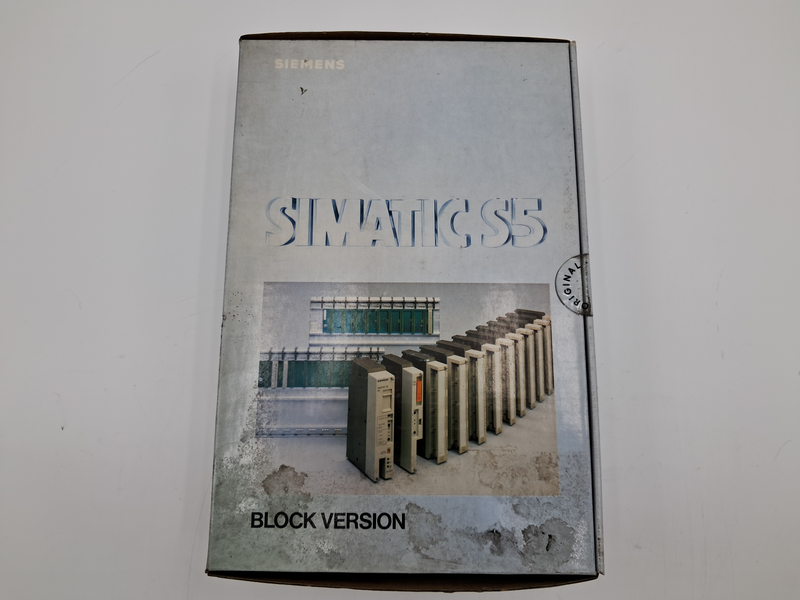 SIEMENS
SIMATIC S5
ORIGINAL
BLOCK VERSION